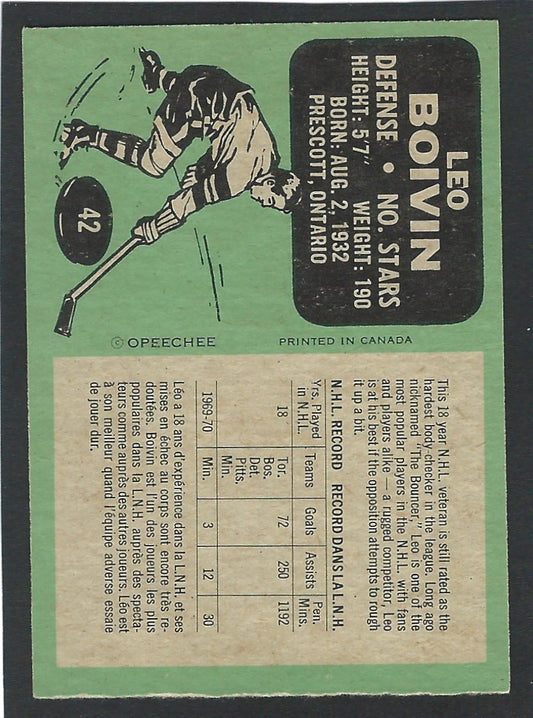 LEO
BOIVIN
DEFENSE • NO. STARS
HEIGHT: 5'7" WEIGHT: 190
BORN: AUG. 2, 1932
PRESCOTT, ONTARIO
42
© OPEECHEE
PRINTED IN CANADA
This 18 year N.H.L. veteran is still rated as the
hardest body-checker in the league. Long ago
nicknamed "The Bouncer," Leo is one of the
most popular players in the N.H.L. with fans
and players alike — a rugged competitor, Leo
is at his best if the opposition attempts to rough
it up a bit.
N.H.L. RECORD RECORD DANS LA L.N.H.
Yrs. Played in N.H.L. Teams Goals Assists Pen. Mins.
18 Tor. 72 250 1192
Bos.
Det.
Pitts.
Min.
1969-70 Min. 3 12 30
Léo a 18 ans d'expérience dans la L.N.H. et ses
mises en échec au corps sont encore très re-
doutées. Boivin est l'un des joueurs les plus
populaires dans la L.N.H. auprès des specta-
teurs comme auprès des autres joueurs. Léo est
à son meilleur quand l'équipe adverse essaie
de jouer dur.